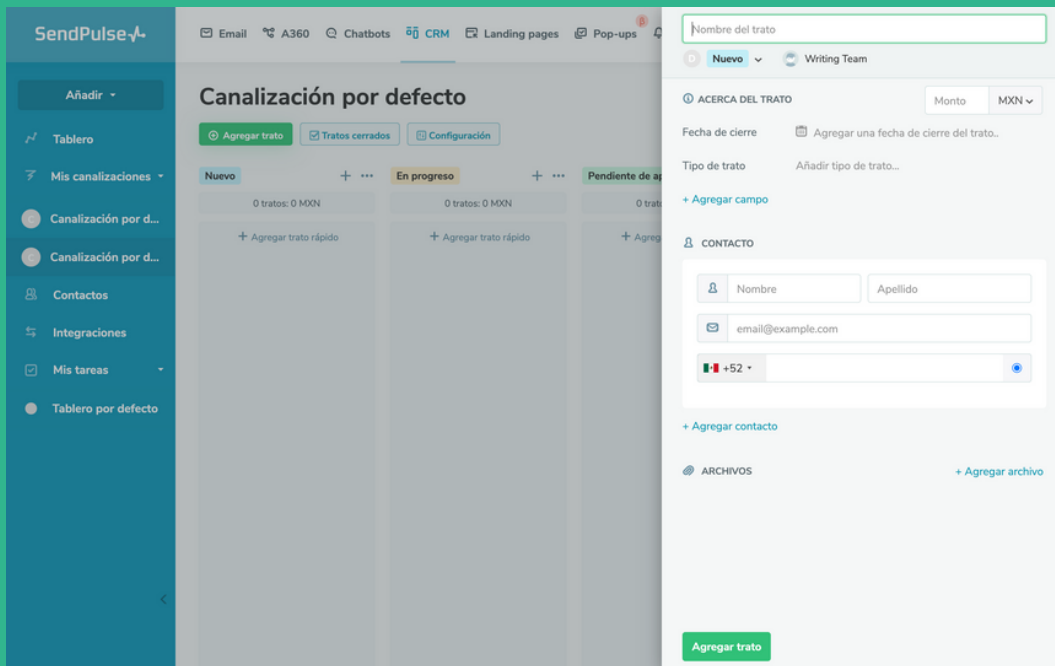 SendPulse
Email
A360
Chatbots
CRM
Landing pages
Pop-ups
β
Añadir
Tablero
Mis canalizaciones
C
Canalización por d...
C
Canalización por d...
Contactos
Integraciones
Mis tareas
Tablero por defecto
Canalización por defecto
Agregar trato
Tratos cerrados
Configuración
Nuevo
0 tratos: 0 MXN
+ Agregar trato rápido
En progreso
0 tratos: 0 MXN
+ Agregar trato rápido
Pendiente de ap
0 trato
+ Agreg
Nombre del trato
D
Nuevo
Writing Team
ACERCA DEL TRATO
Monto
MXN
Fecha de cierre
Agregar una fecha de cierre del trato..
Tipo de trato
Añadir tipo de trato...
+ Agregar campo
CONTACTO
Nombre
Apellido
email@example.com
+52
+ Agregar contacto
ARCHIVOS
+ Agregar archivo
Agregar trato